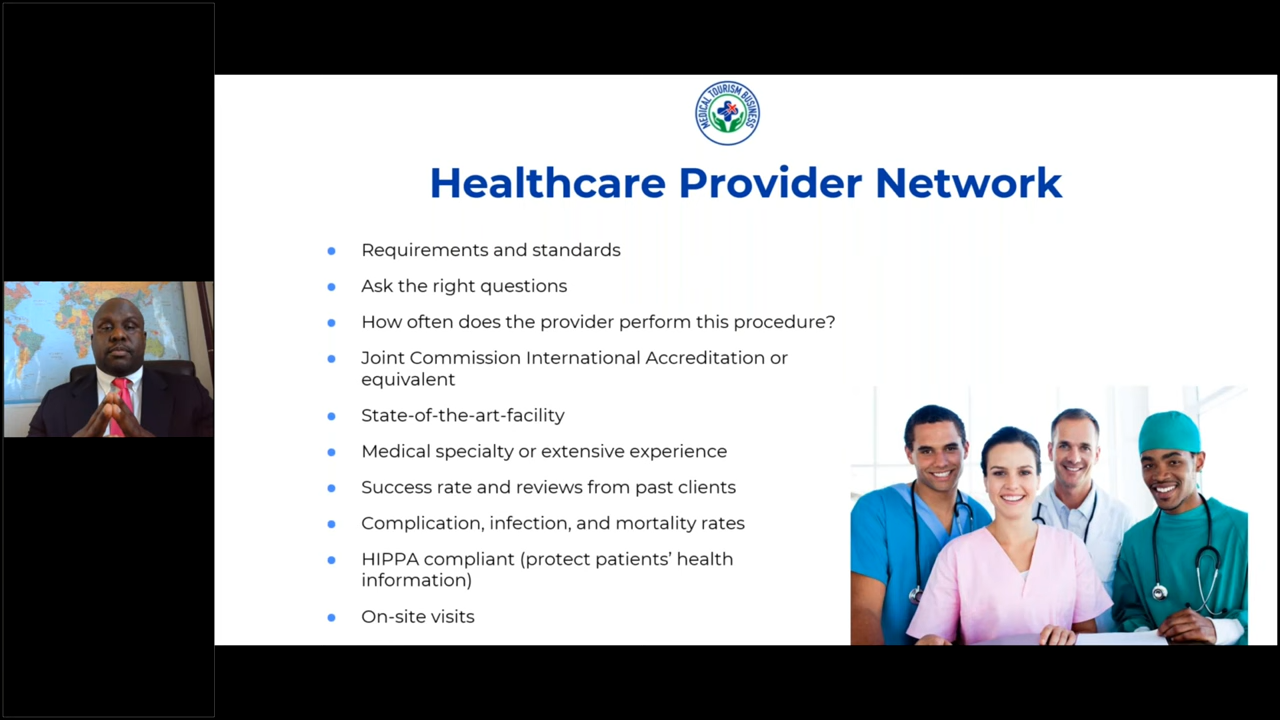 MEDICAL TOURISM BUSINESS
Healthcare Provider Network
Requirements and standards
Ask the right questions
How often does the provider perform this procedure?
Joint Commission International Accreditation or
equivalent
State-of-the-art-facility
Medical specialty or extensive experience
Success rate and reviews from past clients
Complication, infection, and mortality rates
HIPPA compliant (protect patients’ health
information)
On-site visits